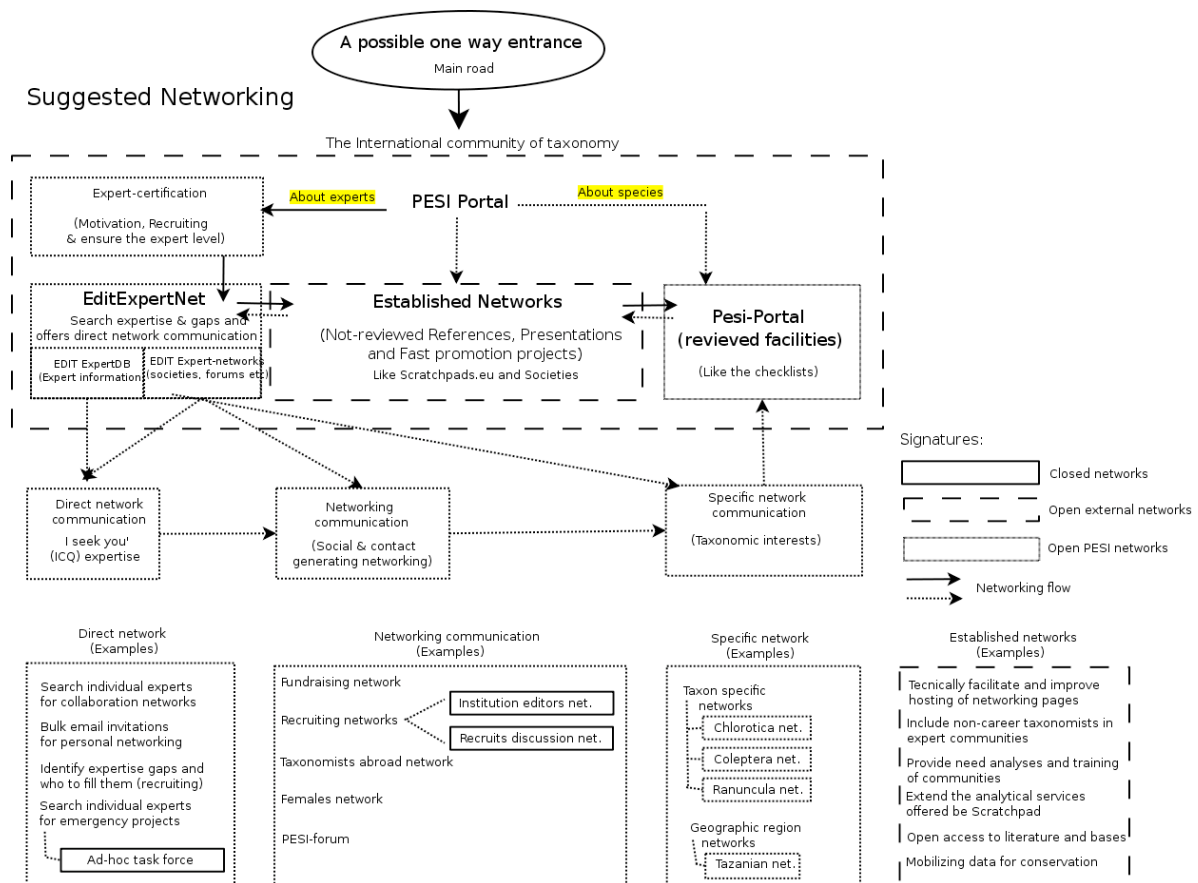 A possible one way entrance
Main road
Suggested Networking
The International community of taxonomy
Expert-certification
(Motivation, Recruiting
& ensure the expert level)
About experts
PESI Portal
About species
EditExpertNet
Search expertise & gaps and
offers direct network communication
EDIT ExpertDB
(Expert information)
EDIT Expert-networks
(societies, forums etc)
Established Networks
(Not-reviewed References, Presentations
and Fast promotion projects)
Like Scratchpads.eu and Societies
Pesi-Portal
(revieved facilities)
(Like the checklists)
Direct network
communication
I seek you'
(ICQ) expertise
Networking
communication
(Social & contact
generating networking)
Specific network
communication
(Taxonomic interests)
Signatures:
Closed networks
Open external networks
Open PESI networks
Networking flow
Direct network
(Examples)
Search individual experts
for collaboration networks
Bulk email invitations
for personal networking
Identify expertise gaps and
who to fill them (recruiting)
Search individual experts
for emergency projects
Ad-hoc task force
Networking communication
(Examples)
Fundraising network
Recruiting networks
Institution editors net.
Recruits discussion net.
Taxonomists abroad network
Females network
PESI-forum
Specific network
(Examples)
Taxon specific
networks
Chlorotica net.
Coleptera net.
Ranuncula net.
Geographic region
networks
Tazanian net.
Established networks
(Examples)
Tecnically facilitate and improve
hosting of networking pages
Include non-career taxonomists in
expert communities
Provide need analyses and training
of communities
Extend the analytical services
offered be Scratchpad
Open access to literature and bases
Mobilizing data for conservation